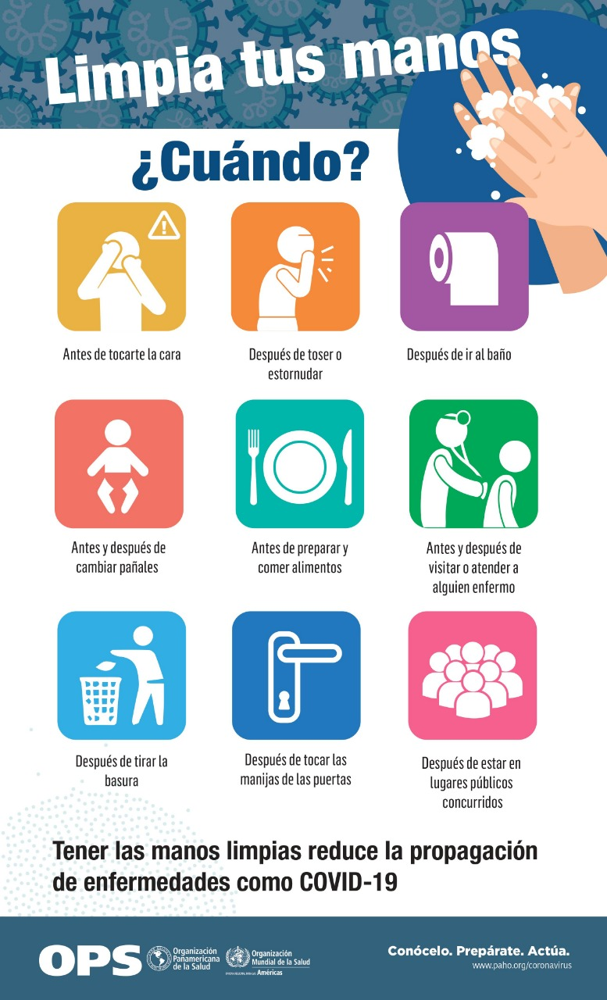 Limpia tus manos
¿Cuándo?
Antes de tocarte la cara
Después de toser o
estornudar
Después de ir al baño
Antes y después de
cambiar pañales
Antes de preparar y
comer alimentos
Antes y después de
visitar o atender a
alguien enfermo
Después de tirar la
basura
Después de tocar las
manijas de las puertas
Después de estar en
lugares públicos
concurridos
Tener las manos limpias reduce la propagación
de enfermedades como COVID-19
OPS
Organización
Panamericana
de la Salud
Organización
Mundial de la Salud
Américas
Conócelo. Prepárate. Actúa.
www.paho.org/coronavirus